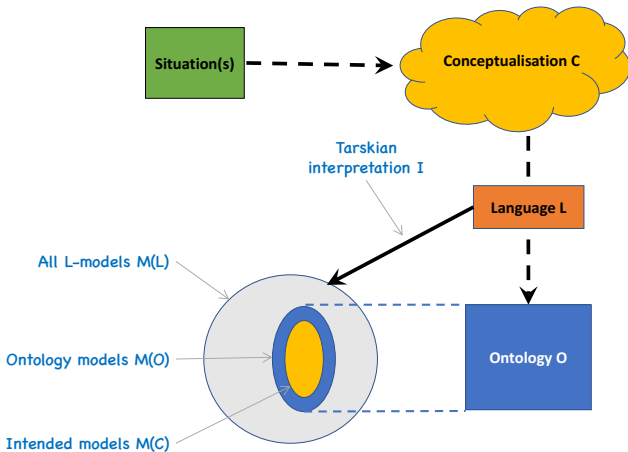 Situation(s)
Conceptualisation C
Tarskian
interpretation I
Language L
All L-models M(L)
Ontology models M(O)
Ontology O
Intended models M(C)